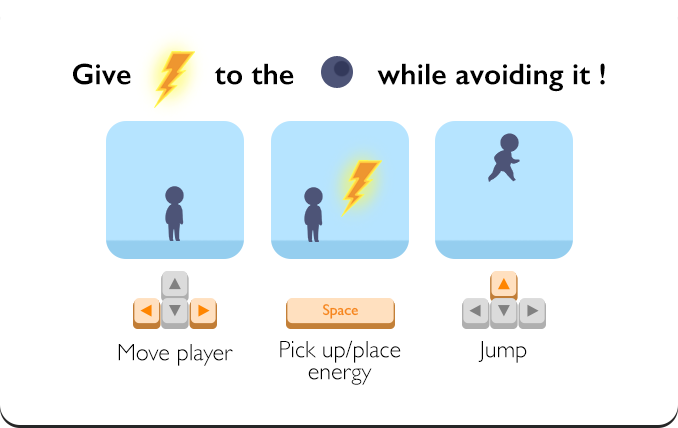 Give to the while avoiding it !
Space
Move player
Pick up/place
energy
Jump